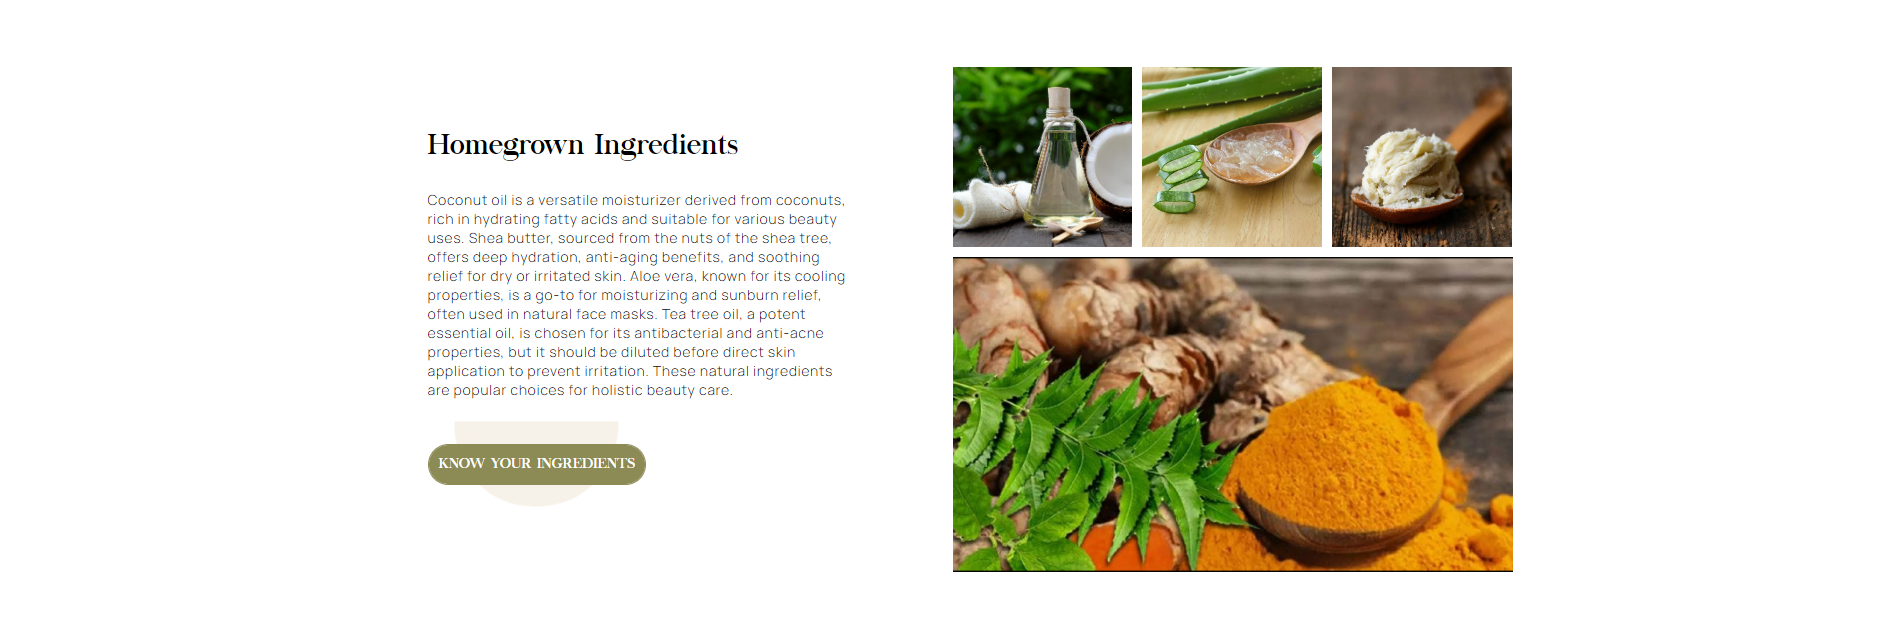 Homegrown Ingredients
Coconut oil is a versatile moisturizer derived from coconuts,
rich in hydrating fatty acids and suitable for various beauty
uses. Shea butter, sourced from the nuts of the shea tree,
offers deep hydration, anti-aging benefits, and soothing
relief for dry or irritated skin. Aloe vera, known for its cooling
properties, is a go-to for moisturizing and sunburn relief,
often used in natural face masks. Tea tree oil, a potent
essential oil, is chosen for its antibacterial and anti-acne
properties, but it should be diluted before direct skin
application to prevent irritation. These natural ingredients
are popular choices for holistic beauty care.
KNOW YOUR INGREDIENTS